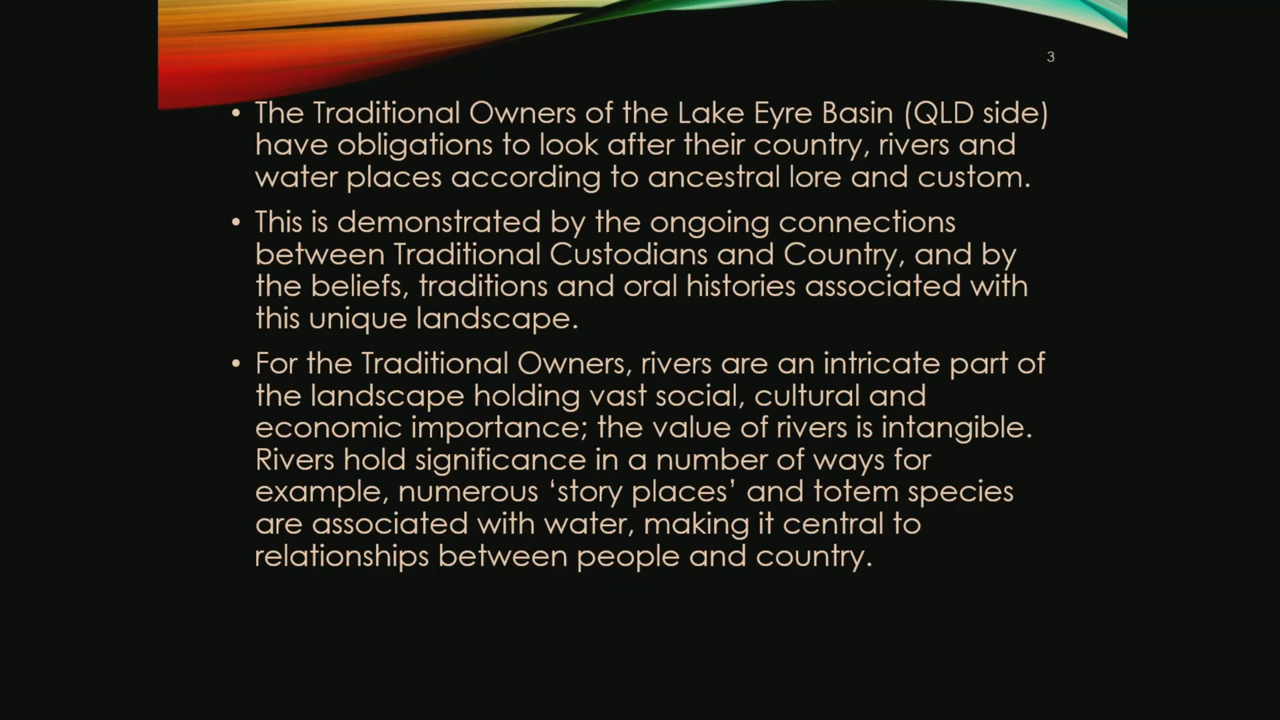 3
• The Traditional Owners of the Lake Eyre Basin (QLD side)
have obligations to look after their country, rivers and
water places according to ancestral lore and custom.
• This is demonstrated by the ongoing connections
between Traditional Custodians and Country, and by
the beliefs, traditions and oral histories associated with
this unique landscape.
• For the Traditional Owners, rivers are an intricate part of
the landscape holding vast social, cultural and
economic importance; the value of rivers is intangible.
Rivers hold significance in a number of ways for
example, numerous ‘story places’ and totem species
are associated with water, making it central to
relationships between people and country.